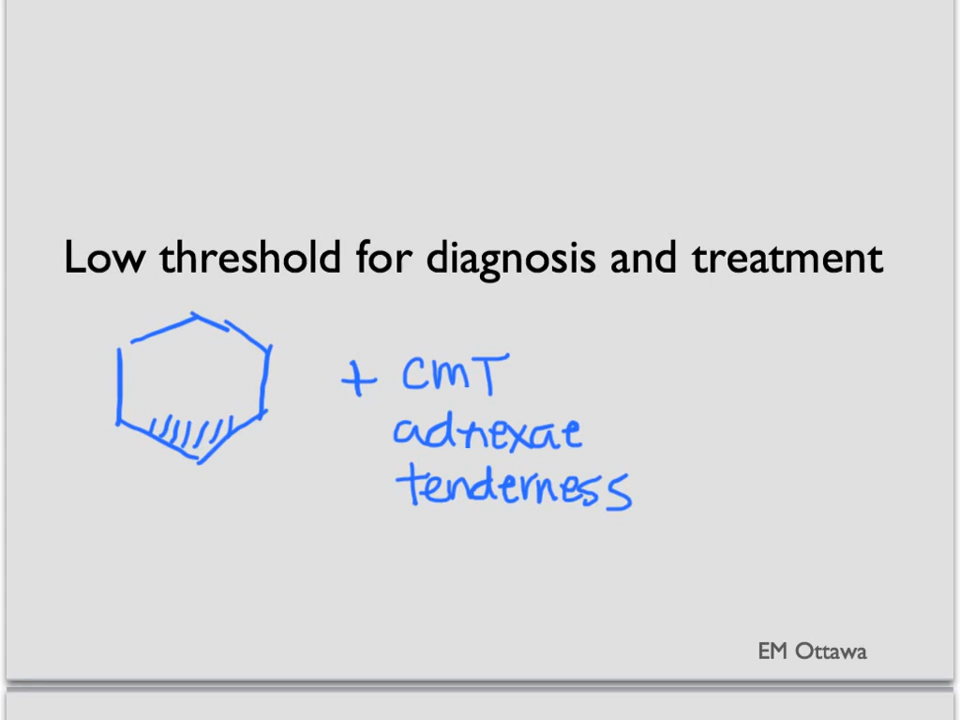 Low threshold for diagnosis and treatment
+ CMT
adnexae
tenderness
EM Ottawa